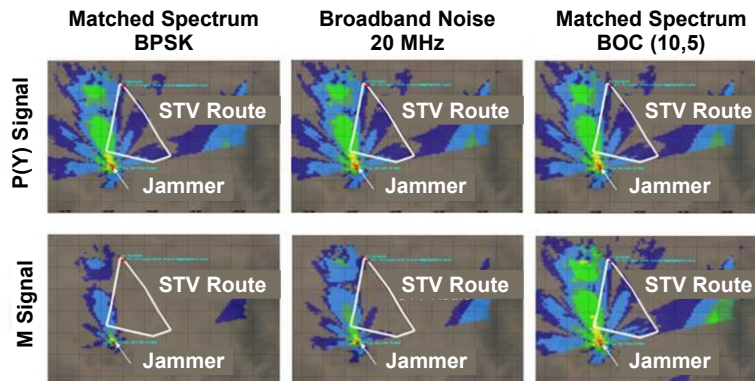 Matched Spectrum
BPSK
Broadband Noise
20 MHz
Matched Spectrum
BOC (10,5)
P(Y) Signal
STV Route
Jammer
STV Route
Jammer
STV Route
Jammer
M Signal
STV Route
Jammer
STV Route
Jammer
STV Route
Jammer